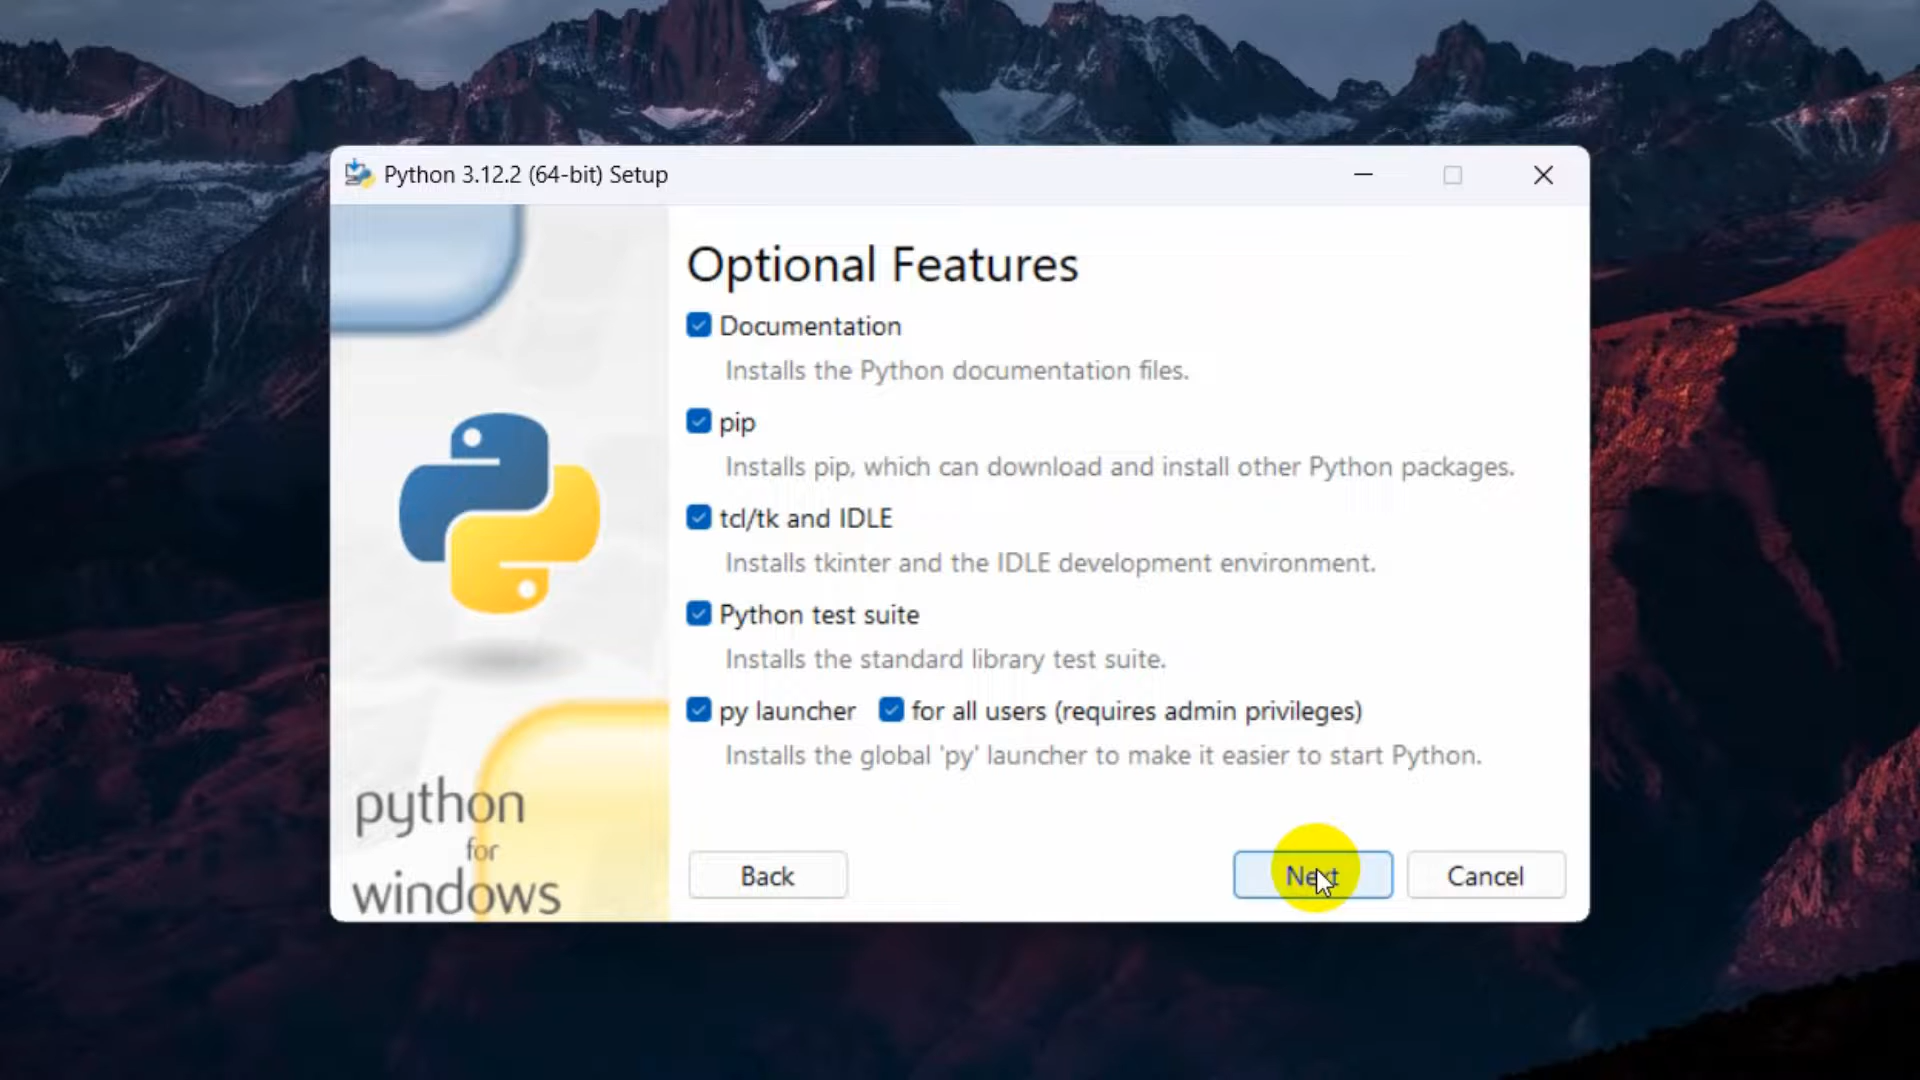 Python 3.12.2 (64-bit) Setup
Optional Features
Documentation
Installs the Python documentation files.
pip
Installs pip, which can download and install other Python packages.
tcl/tk and IDLE
Installs tkinter and the IDLE development environment.
Python test suite
Installs the standard library test suite.
py launcher for all users (requires admin privileges)
Installs the global 'py' launcher to make it easier to start Python.
python
for
windows
Back
Next
Cancel